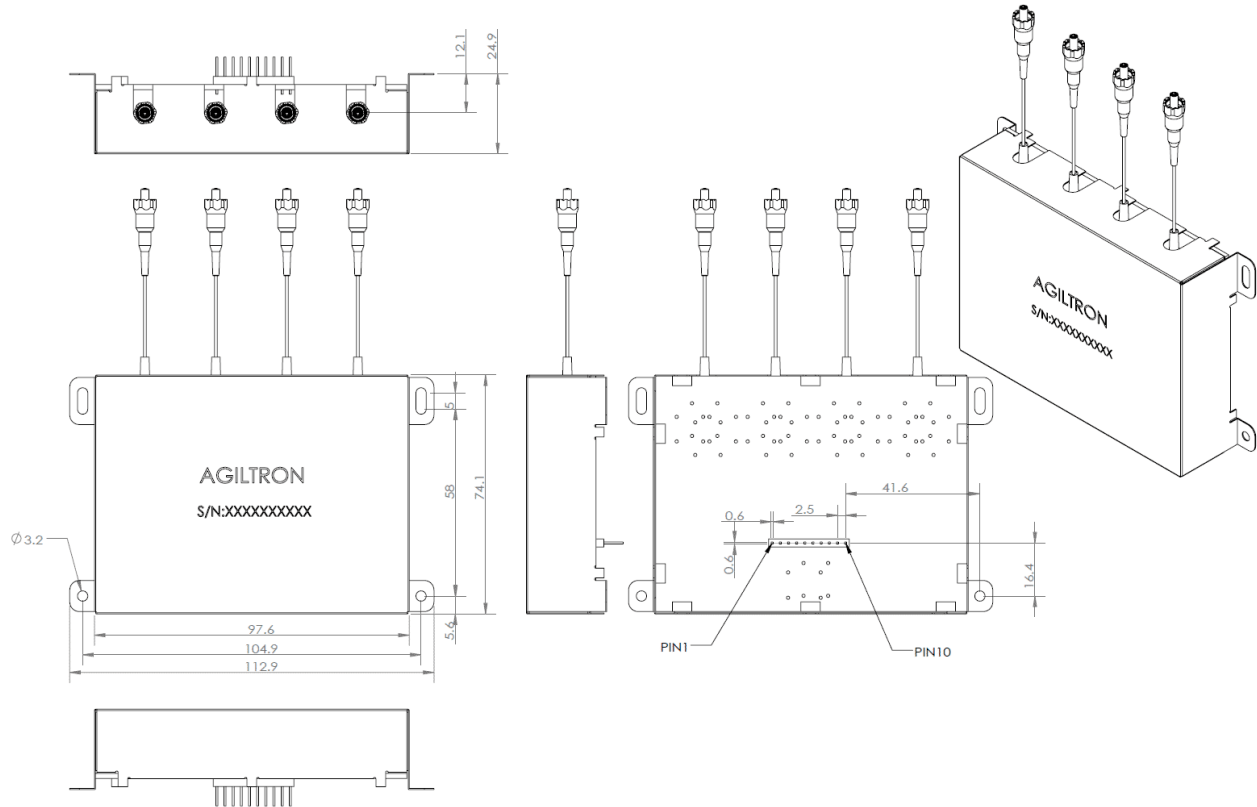 12.1
24.9
AGILTRON
S/N:XXXXXXXXXX
AGILTRON
S/N:XXXXXXXXXX
5
58
74.1
5.6
Ø3.2
97.6
104.9
112.9
41.6
0.6
2.5
0.6
16.4
PIN1
PIN10